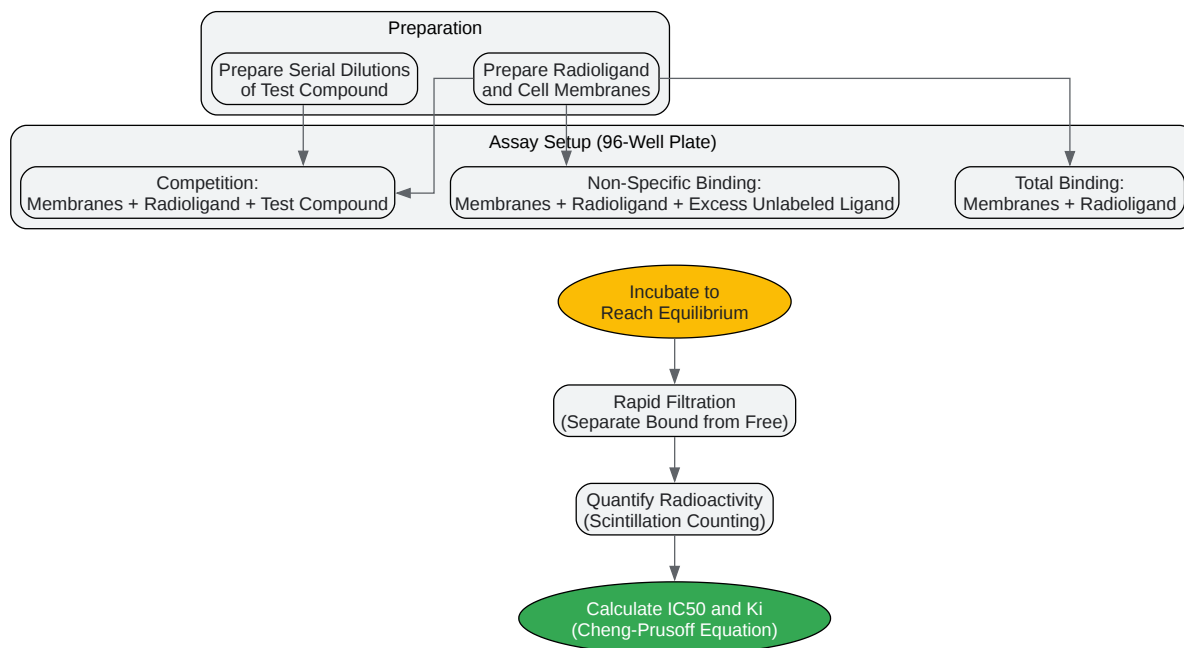 Preparation
Prepare Serial Dilutions
of Test Compound
Prepare Radioligand
and Cell Membranes
Assay Setup (96-Well Plate)
Competition:
Membranes + Radioligand + Test Compound
Non-Specific Binding:
Membranes + Radioligand + Excess Unlabeled Ligand
Total Binding:
Membranes + Radioligand
Incubate to
Reach Equilibrium
Rapid Filtration
(Separate Bound from Free)
Quantify Radioactivity
(Scintillation Counting)
Calculate IC50 and Ki
(Cheng-Prusoff Equation)